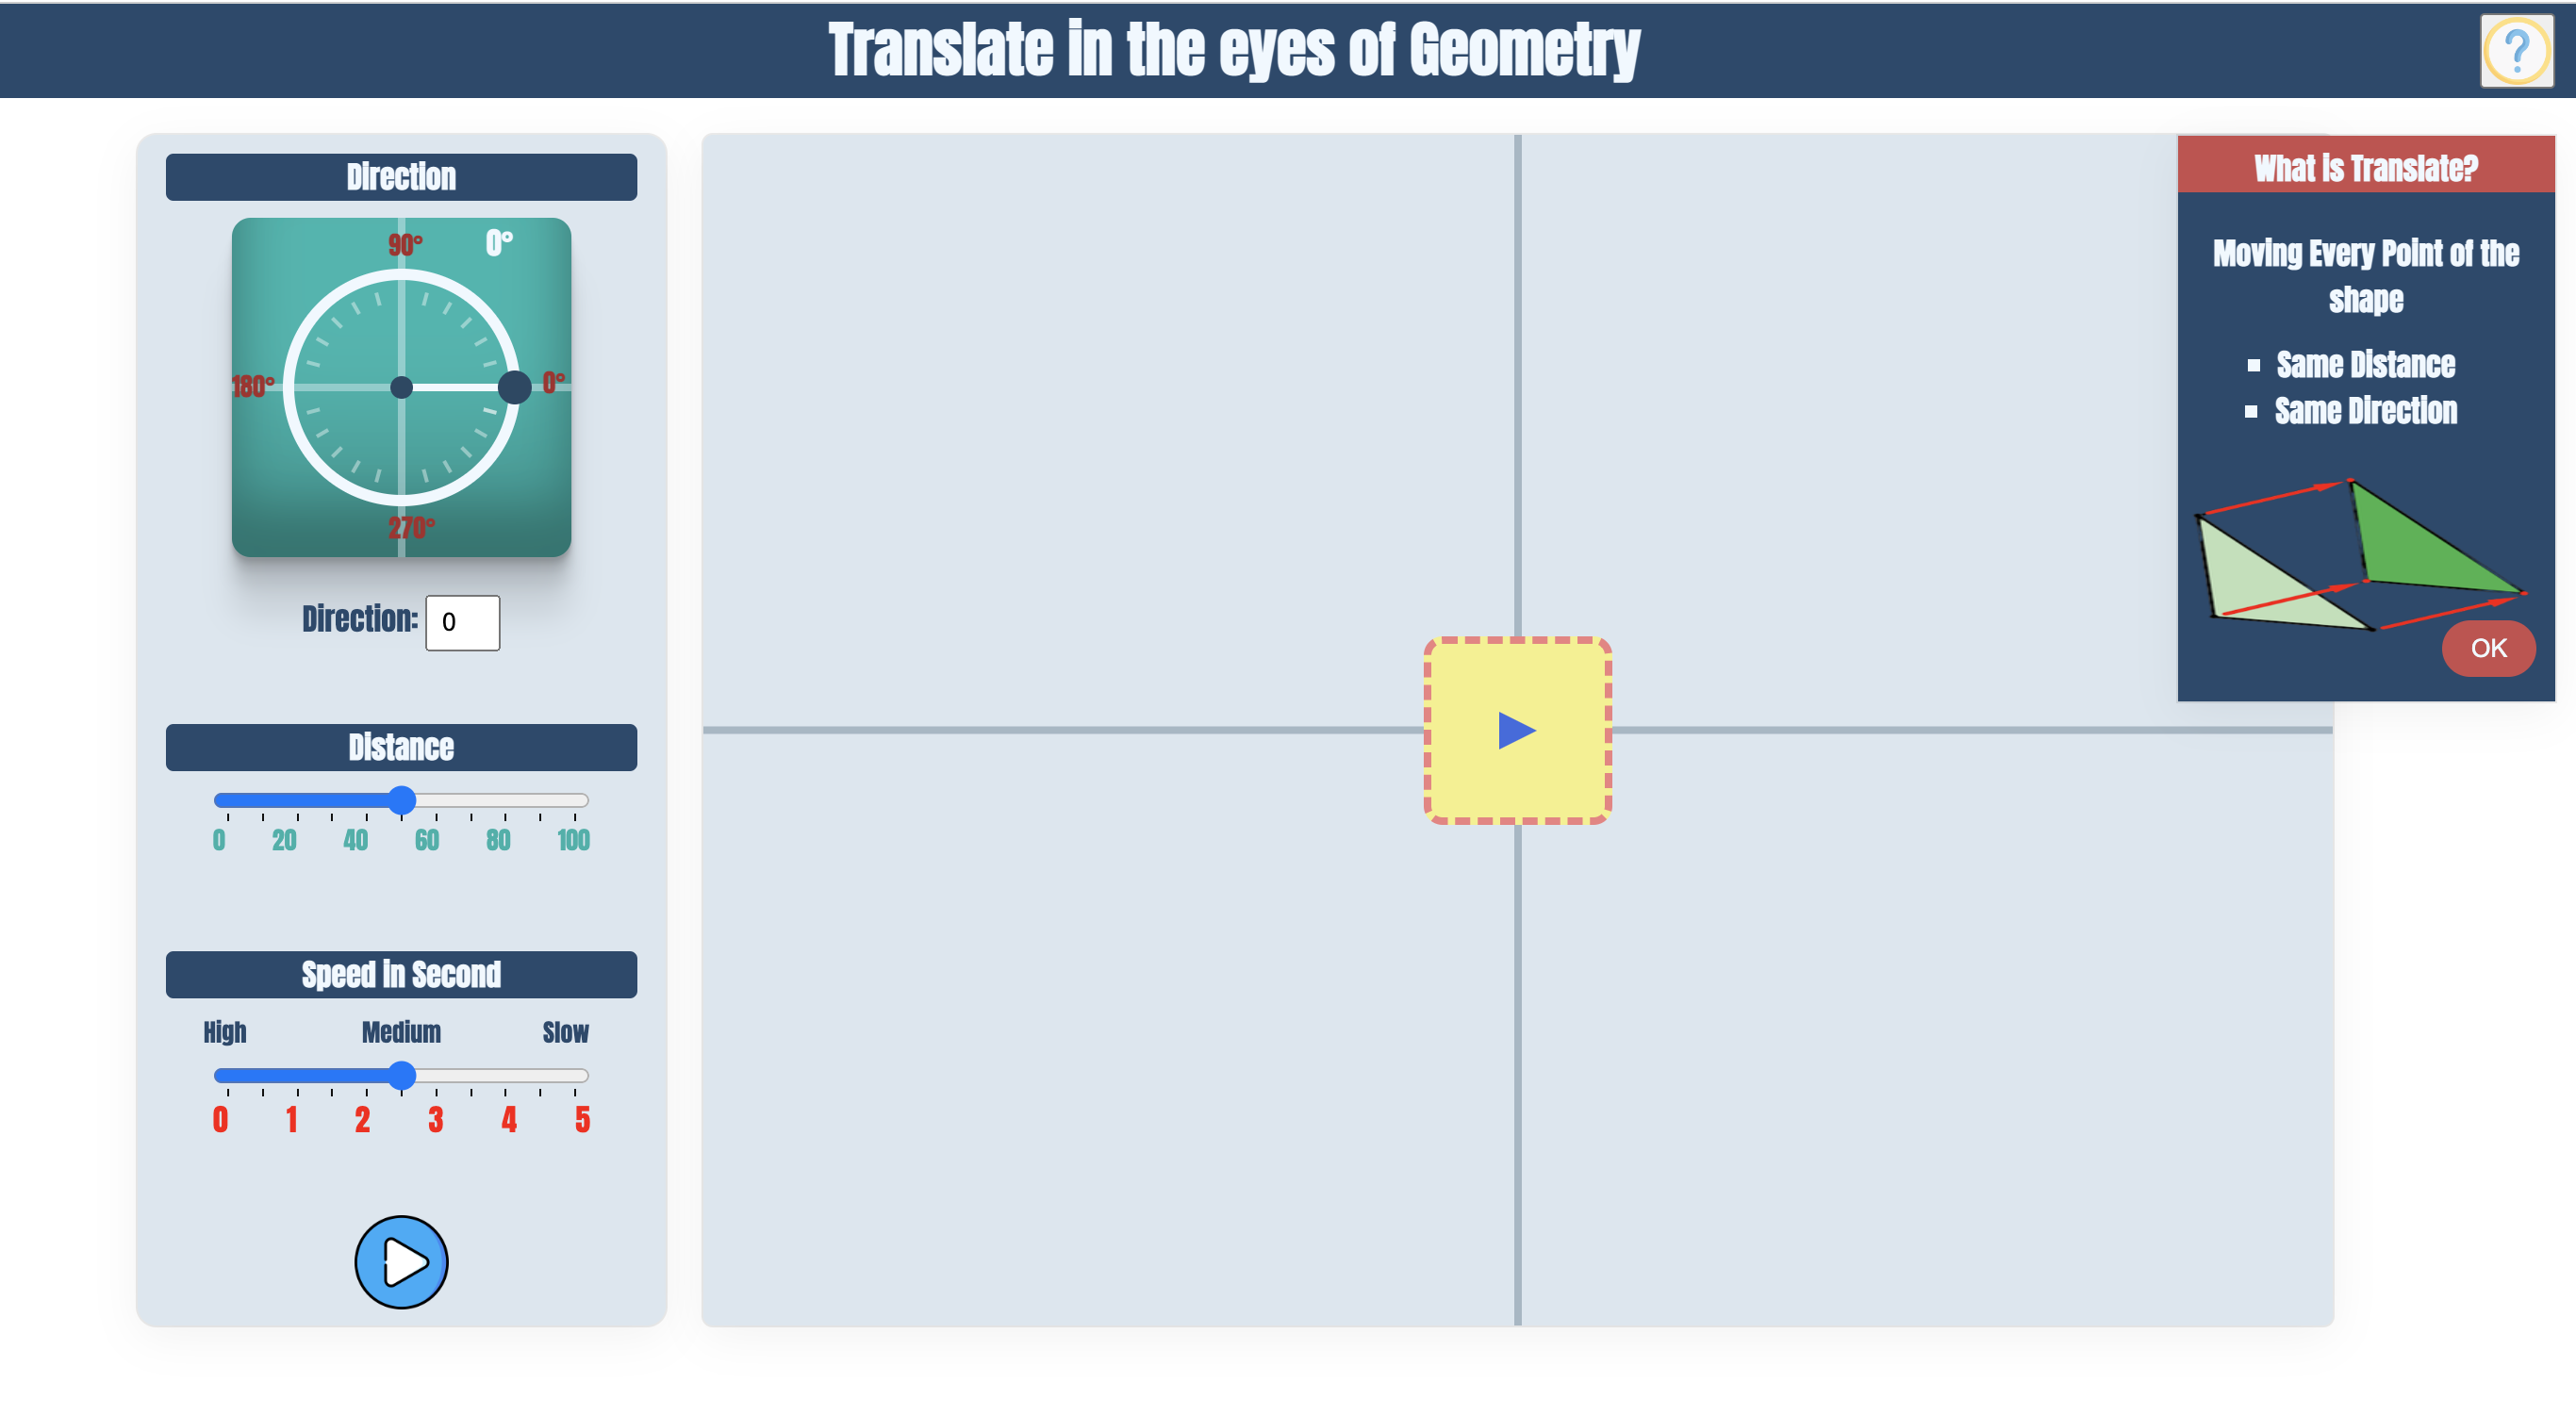 Translate in the eyes of Geometry
?
Direction
90°
0°
180°
0°
270°
Direction: 0
Distance
0 20 40 60 80 100
Speed in Second
High Medium Slow
0 1 2 3 4 5
What is Translate?
Moving Every Point of the
shape
Same Distance
Same Direction
OK